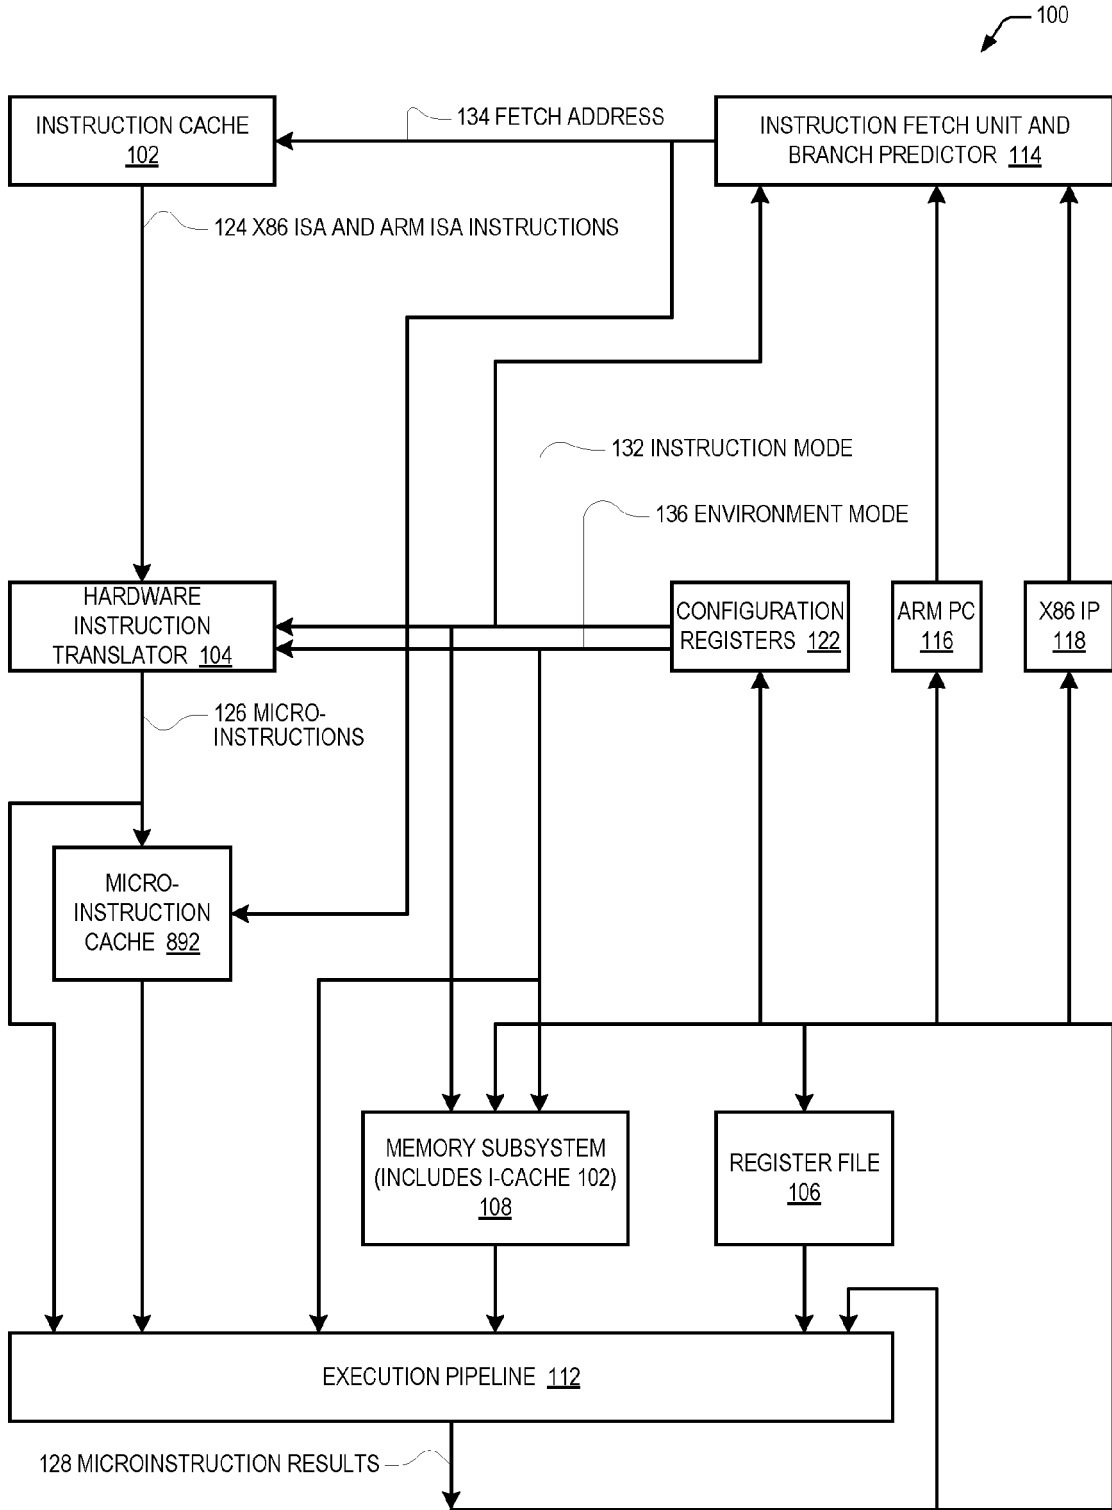 100
INSTRUCTION CACHE
102
134 FETCH ADDRESS
INSTRUCTION FETCH UNIT AND
BRANCH PREDICTOR 114
124 X86 ISA AND ARM ISA INSTRUCTIONS
132 INSTRUCTION MODE
136 ENVIRONMENT MODE
HARDWARE
INSTRUCTION
TRANSLATOR 104
CONFIGURATION
REGISTERS 122
ARM PC
116
X86 IP
118
126 MICRO-
INSTRUCTIONS
MICRO-
INSTRUCTION
CACHE 892
MEMORY SUBSYSTEM
(INCLUDES I-CACHE 102)
108
REGISTER FILE
106
EXECUTION PIPELINE 112
128 MICROINSTRUCTION RESULTS